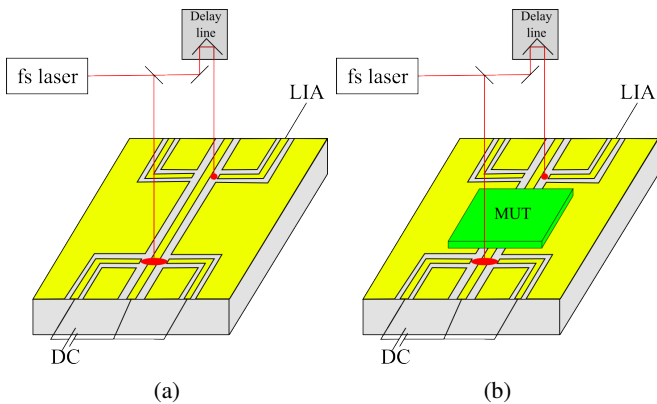 Delay
line
fs laser
LIA
DC
(a)
Delay
line
fs laser
LIA
MUT
DC
(b)